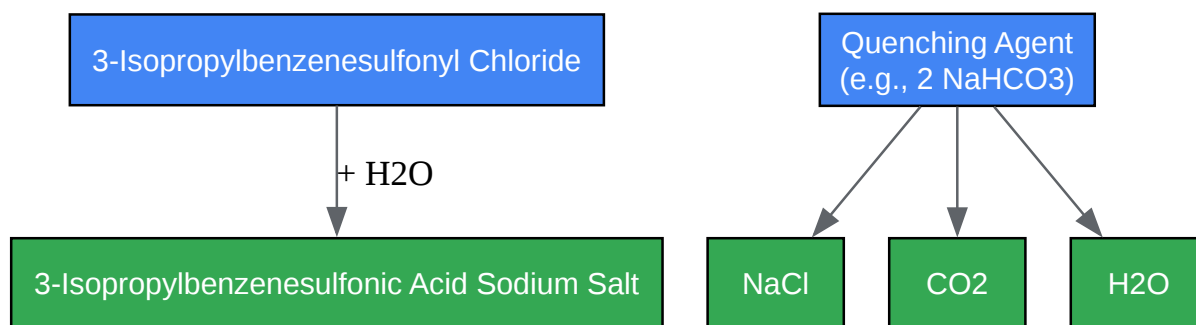 3-Isopropylbenzenesulfonyl Chloride
Quenching Agent
(e.g., 2 NaHCO3)
+ H2O
3-Isopropylbenzenesulfonic Acid Sodium Salt
NaCl
CO2
H2O